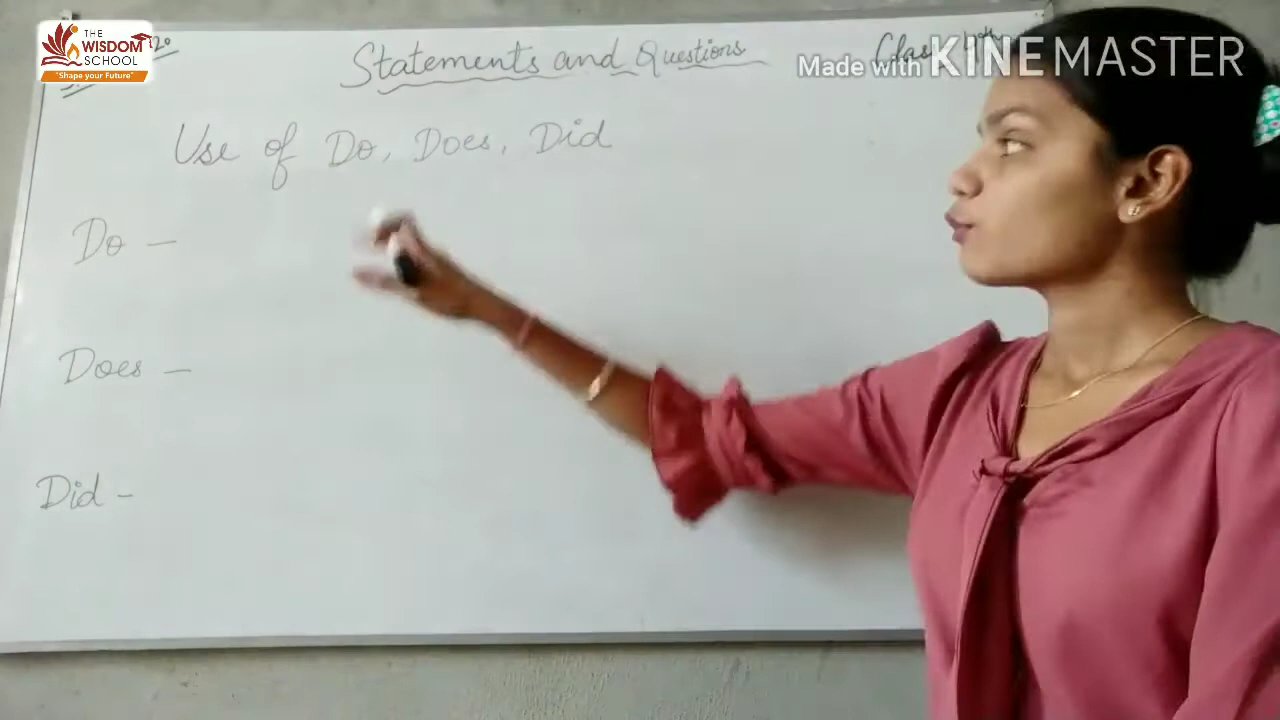 THE
WISDOM
SCHOOL
"Shape your Future"
Statements and Questions
Made with KINEMASTER
Use of Do, Does, Did
Do -
Does -
Did -